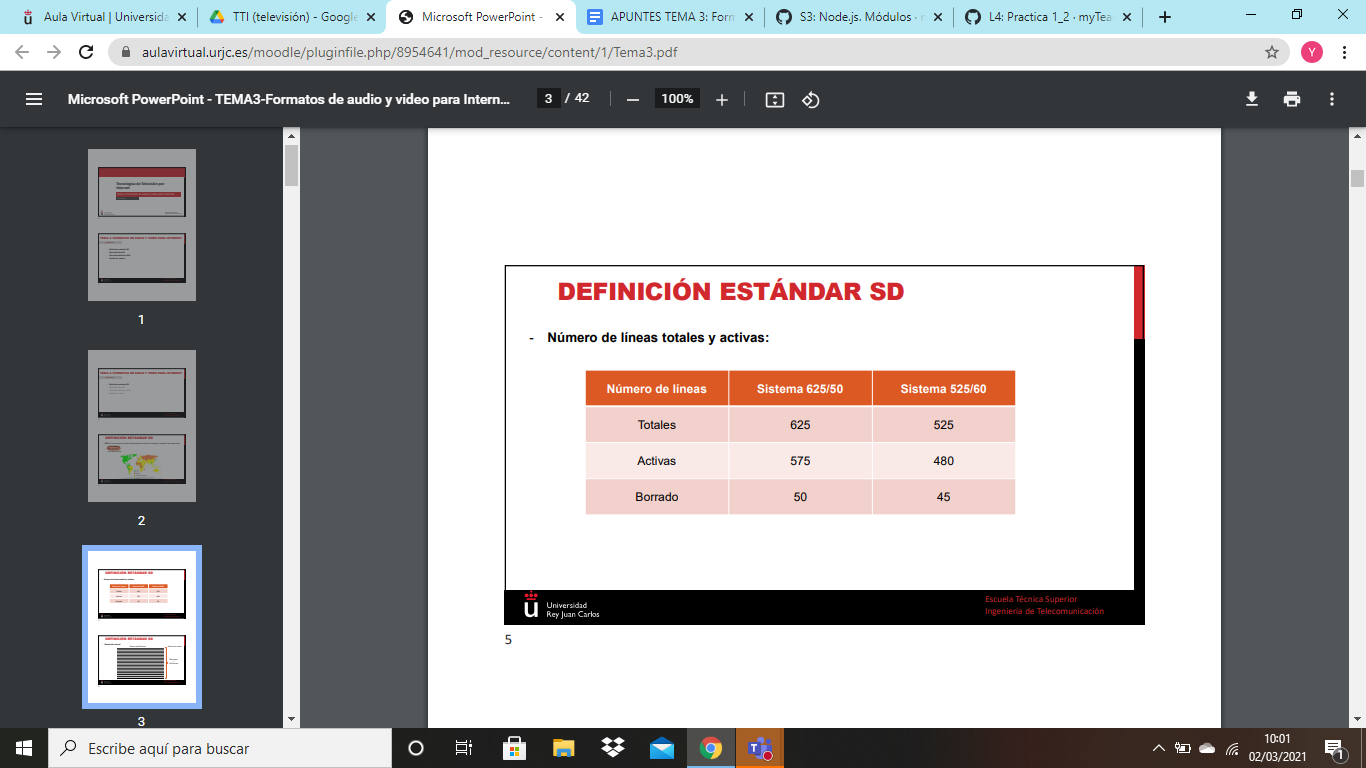 Aula Virtual | Universida
TTI (televisión) - Google
Microsoft PowerPoint -
APUNTES TEMA 3: Form
S3: Node.js. Módulos ·
L4: Practica 1_2 · myTea
aulavirtual.urjc.es/moodle/pluginfile.php/8954641/mod_resource/content/1/Tema3.pdf
Y
Microsoft PowerPoint - TEMA3-Formatos de audio y video para Intern...
3 / 42
100%
1
2
3
DEFINICIÓN ESTÁNDAR SD
- Número de líneas totales y activas:
Número de líneas Sistema 625/50 Sistema 525/60
Totales 625 525
Activas 575 480
Borrado 50 45
Universidad
Rey Juan Carlos
Escuela Técnica Superior
Ingeniería de Telecomunicación
5
Escribe aquí para buscar
10:01
02/03/2021
1